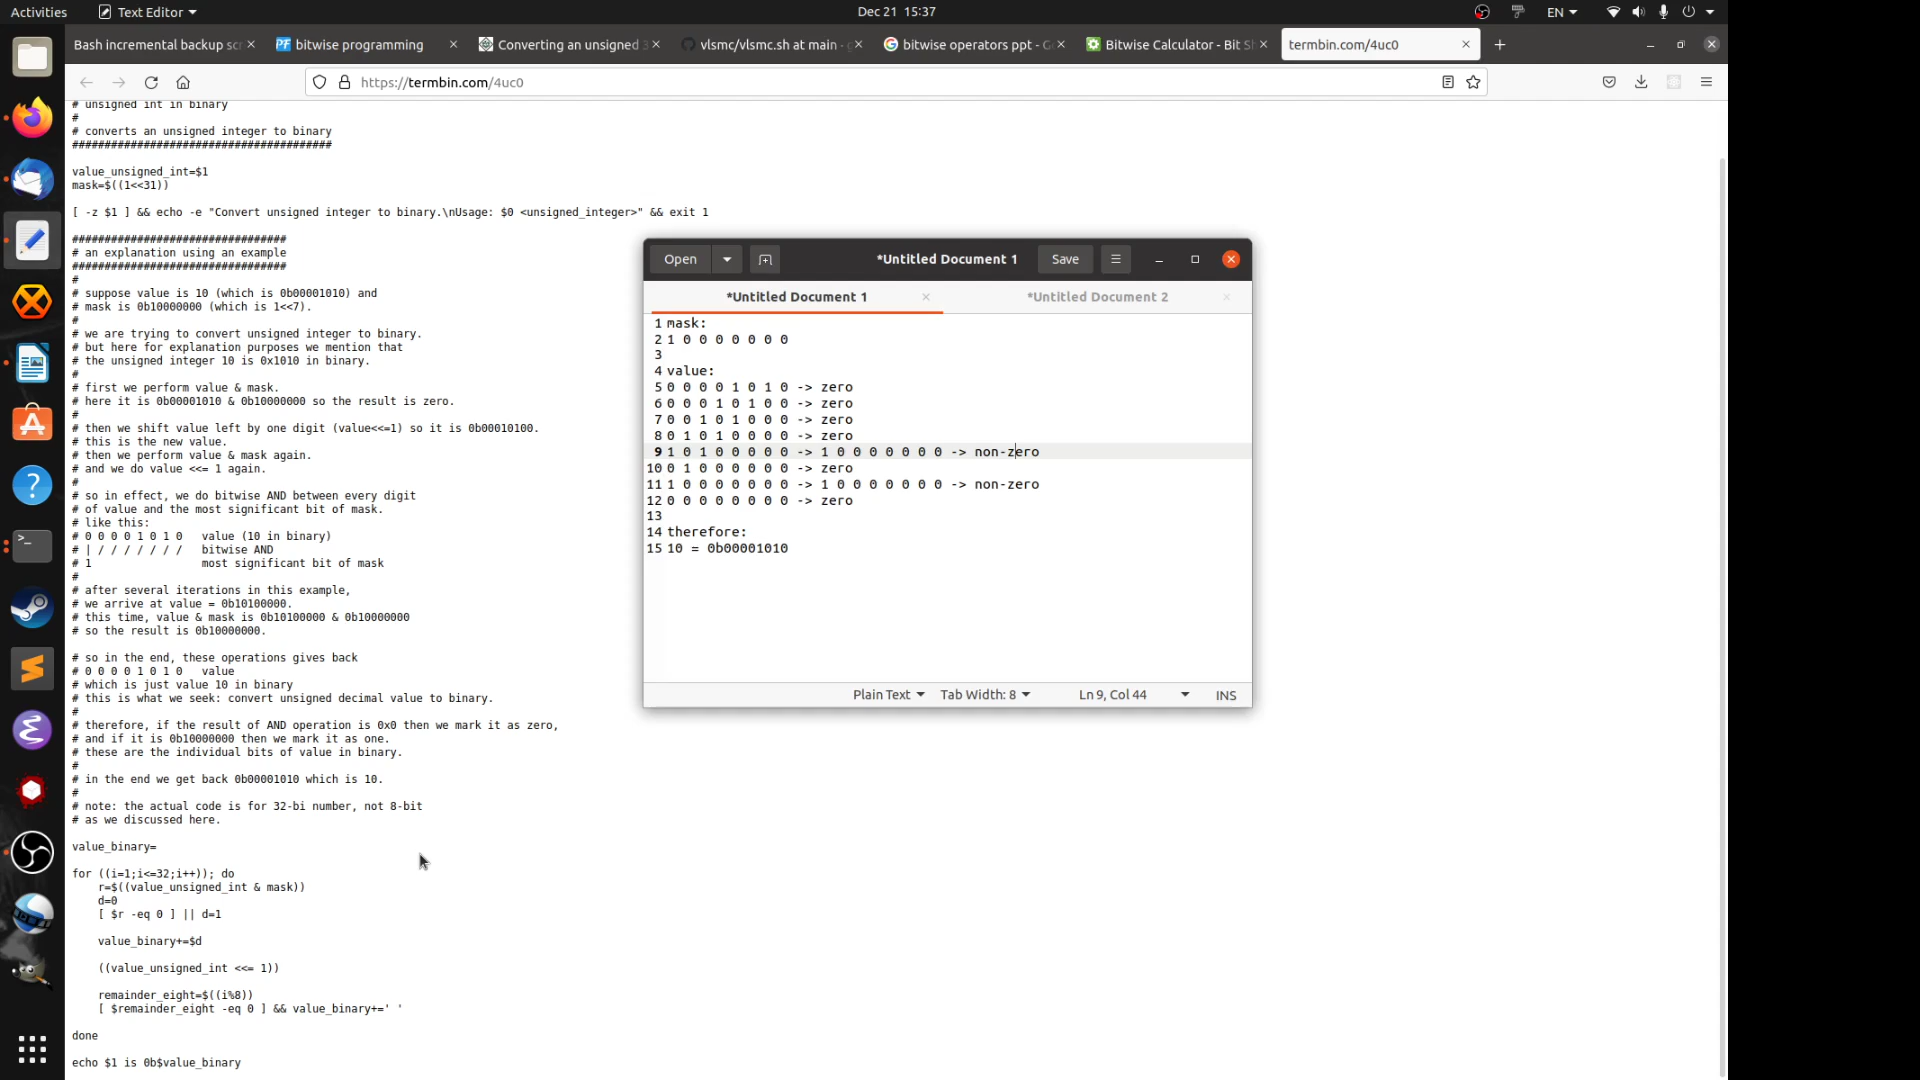 Activities
Text Editor
Dec 21 15:37
EN
Bash incremental backup scr
bitwise programming
Converting an unsigned 3
vlsmc/vlsmc.sh at main · g
bitwise operators ppt - Go
Bitwise Calculator - Bit Sh
termbin.com/4uc0
https://termbin.com/4uc0
# unsigned int in binary
#
# converts an unsigned integer to binary
########################################
value_unsigned_int=$1
mask=$((1<<31))
[ -z $1 ] && echo -e "Convert unsigned integer to binary.\nUsage: $0 <unsigned_integer>" && exit 1
#################################
# an explanation using an example
#################################
#
# suppose value is 10 (which is 0b00001010) and
# mask is 0b10000000 (which is 1<<7).
#
# we are trying to convert unsigned integer to binary.
# but here for explanation purposes we mention that
# the unsigned integer 10 is 0x1010 in binary.
#
# first we perform value & mask.
# here it is 0b00001010 & 0b10000000 so the result is zero.
#
# then we shift value left by one digit (value<<=1) so it is 0b00010100.
# this is the new value.
# then we perform value & mask again.
# and we do value <<= 1 again.
#
# so in effect, we do bitwise AND between every digit
# of value and the most significant bit of mask.
# like this:
# 0 0 0 0 1 0 1 0   value (10 in binary)
# | / / / / / / /   bitwise AND
# 1                 most significant bit of mask
#
# after several iterations in this example,
# we arrive at value = 0b10100000.
# this time, value & mask is 0b10100000 & 0b10000000
# so the result is 0b10000000.
# so in the end, these operations gives back
# 0 0 0 0 1 0 1 0   value
# which is just value 10 in binary
# this is what we seek: convert unsigned decimal value to binary.
#
# therefore, if the result of AND operation is 0x0 then we mark it as zero,
# and if it is 0b10000000 then we mark it as one.
# these are the individual bits of value in binary.
#
# in the end we get back 0b00001010 which is 10.
#
# note: the actual code is for 32-bi number, not 8-bit
# as we discussed here.
value_binary=
for ((i=1;i<=32;i++)); do
    r=$((value_unsigned_int & mask))
    d=0
    [ $r -eq 0 ] || d=1
    value_binary+=$d
    ((value_unsigned_int <<= 1))
    remainder_eight=$((i%8))
    [ $remainder_eight -eq 0 ] && value_binary+=' '
done
echo $1 is 0b$value_binary
Open
*Untitled Document 1
Save
*Untitled Document 1
*Untitled Document 2
1 mask:
2 1 0 0 0 0 0 0 0
3
4 value:
5 0 0 0 0 1 0 1 0 -> zero
6 0 0 0 1 0 1 0 0 -> zero
7 0 0 1 0 1 0 0 0 -> zero
8 0 1 0 1 0 0 0 0 -> zero
9 1 0 1 0 0 0 0 0 -> 1 0 0 0 0 0 0 0 -> non-zero
10 0 1 0 0 0 0 0 0 -> zero
11 1 0 0 0 0 0 0 0 -> 1 0 0 0 0 0 0 0 -> non-zero
12 0 0 0 0 0 0 0 0 -> zero
13
14 therefore:
15 10 = 0b00001010
Plain Text
Tab Width: 8
Ln 9, Col 44
INS